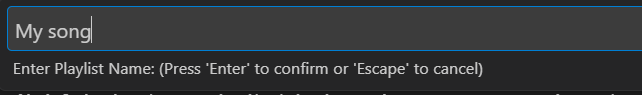 My song
Enter Playlist Name: (Press 'Enter' to confirm or 'Escape' to cancel)